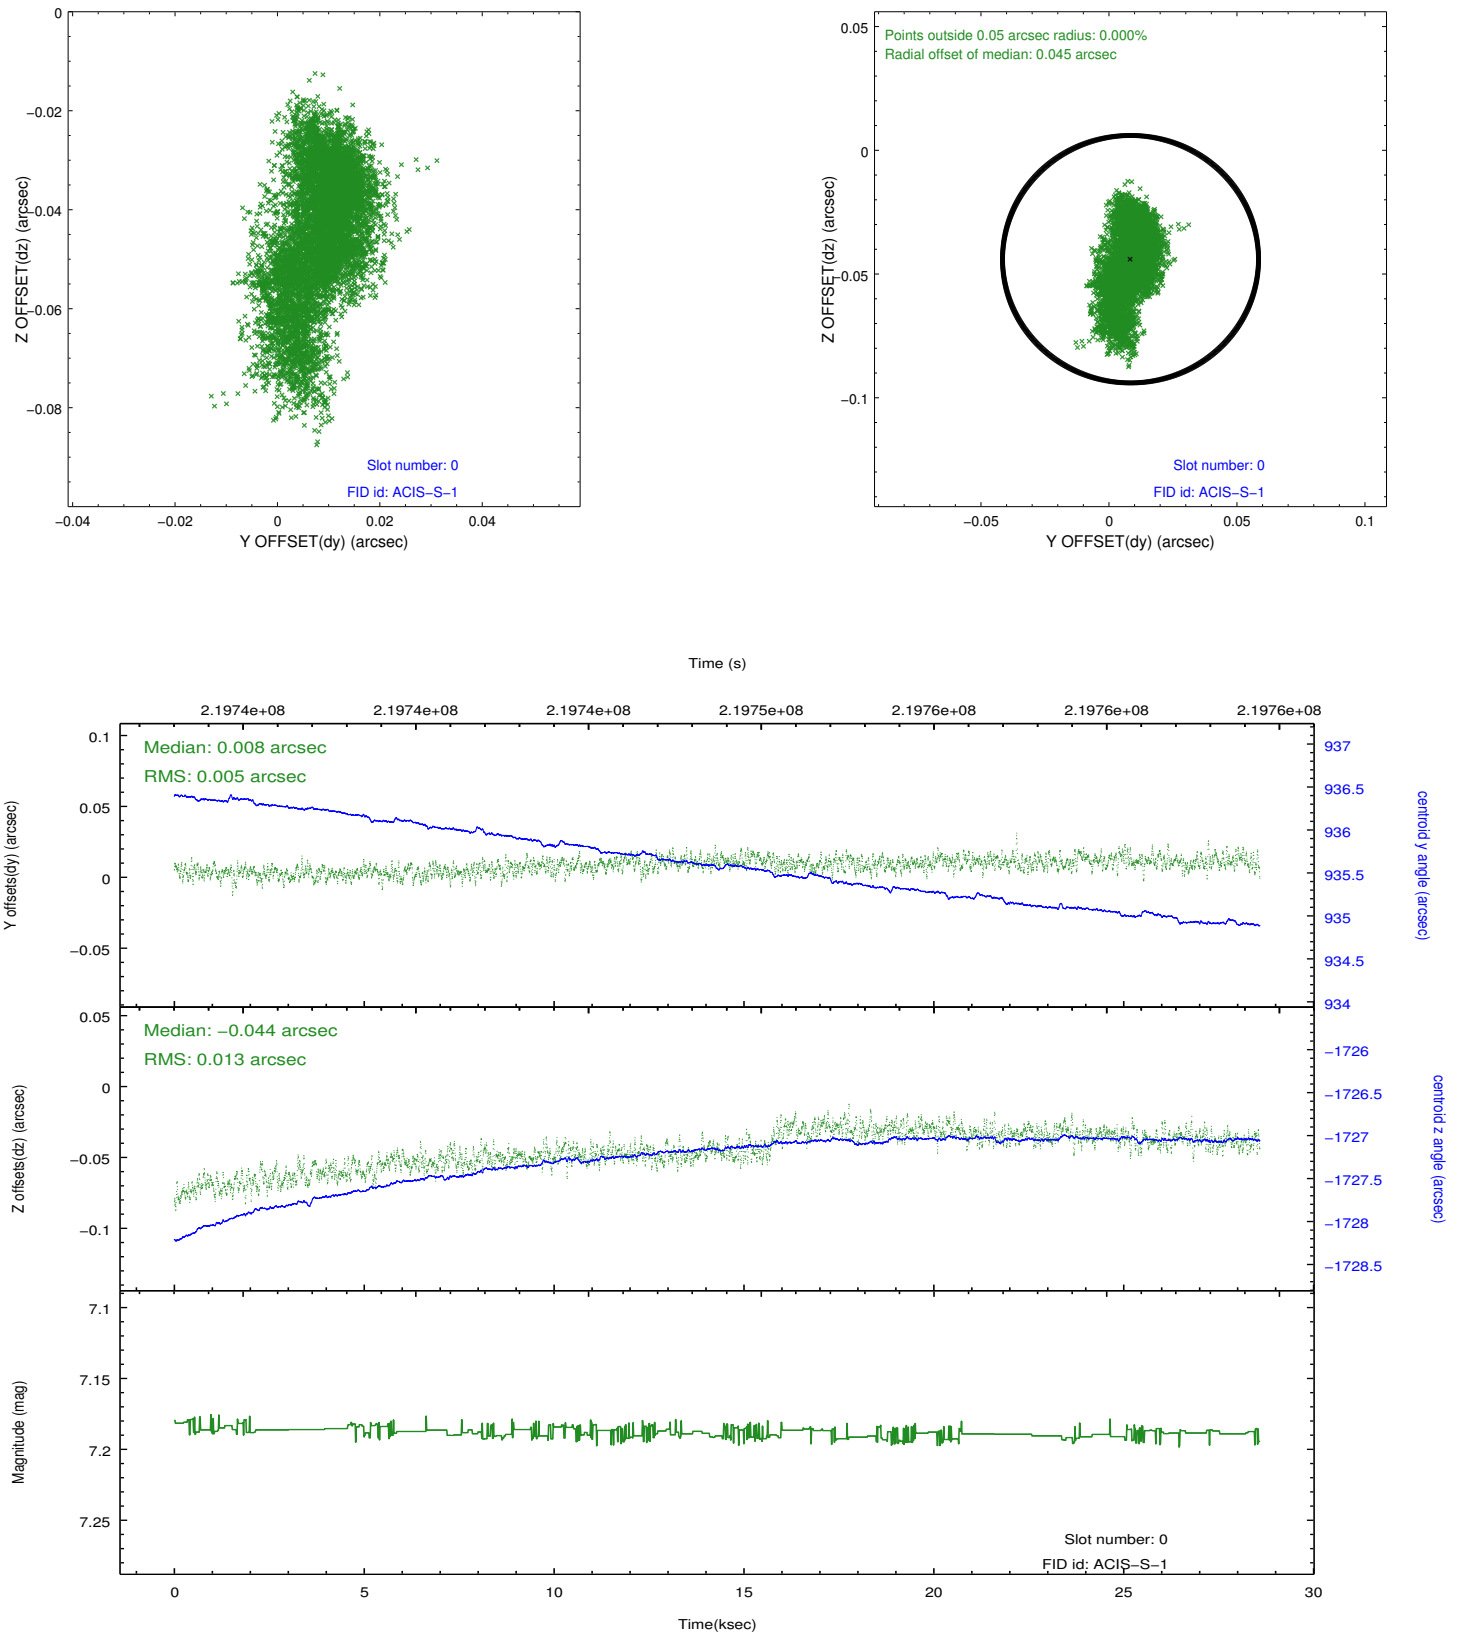 0
−0.02
−0.04
−0.06
−0.08
Z OFFSET(dz) (arcsec)
Slot number: 0
FID id: ACIS−S−1
−0.04 −0.02 0 0.02 0.04
Y OFFSET(dy) (arcsec)
Points outside 0.05 arcsec radius: 0.000%
Radial offset of median: 0.045 arcsec
0.05
0
−0.05
−0.1
Z OFFSET(dz) (arcsec)
Slot number: 0
FID id: ACIS−S−1
−0.05 0 0.05 0.1
Y OFFSET(dy) (arcsec)
Time (s)
2.1974e+08 2.1974e+08 2.1974e+08 2.1975e+08 2.1976e+08 2.1976e+08 2.1976e+08
Median: 0.008 arcsec
RMS: 0.005 arcsec
0.1
0.05
0
−0.05
Y offsets(dy) (arcsec)
937
936.5
936
935.5
935
934.5
934
centroid y angle (arcsec)
Median: −0.044 arcsec
RMS: 0.013 arcsec
0.05
0
−0.05
−0.1
Z offsets(dz) (arcsec)
−1726
−1726.5
−1727
−1727.5
−1728
−1728.5
centroid z angle (arcsec)
7.1
7.15
7.2
7.25
Magnitude (mag)
Slot number: 0
FID id: ACIS−S−1
0 5 10 15 20 25 30
Time(ksec)